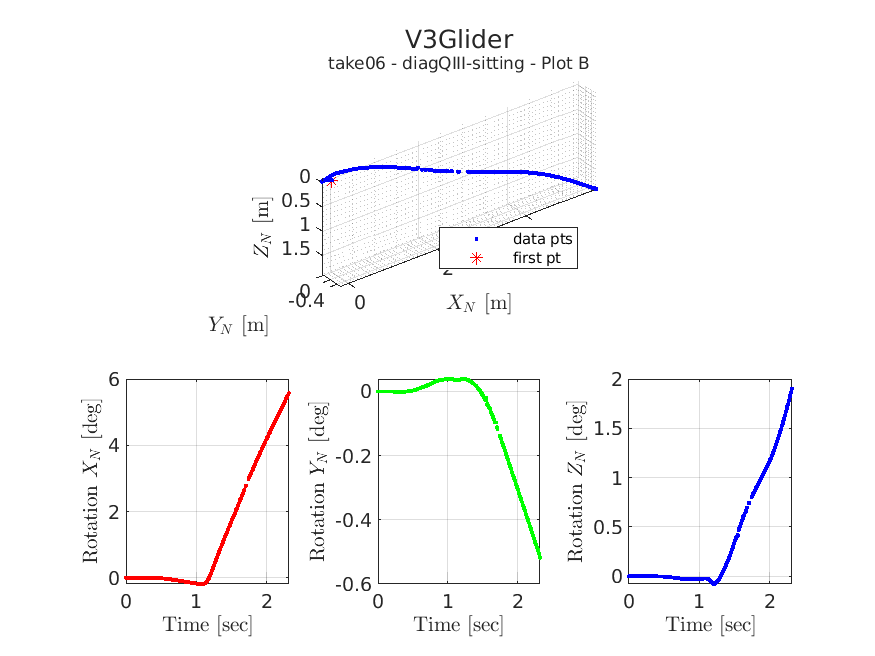 V3Glider
take06 - diagQIII-sitting - Plot B
0
0.5
1
1.5
Z_N [m]
0
-0.4
Y_N [m]
0
2
X_N [m]
data pts
first pt
6
4
2
0
Rotation X_N [deg]
0 1 2
Time [sec]
0
-0.2
-0.4
-0.6
Rotation Y_N [deg]
0 1 2
Time [sec]
2
1.5
1
0.5
0
Rotation Z_N [deg]
0 1 2
Time [sec]